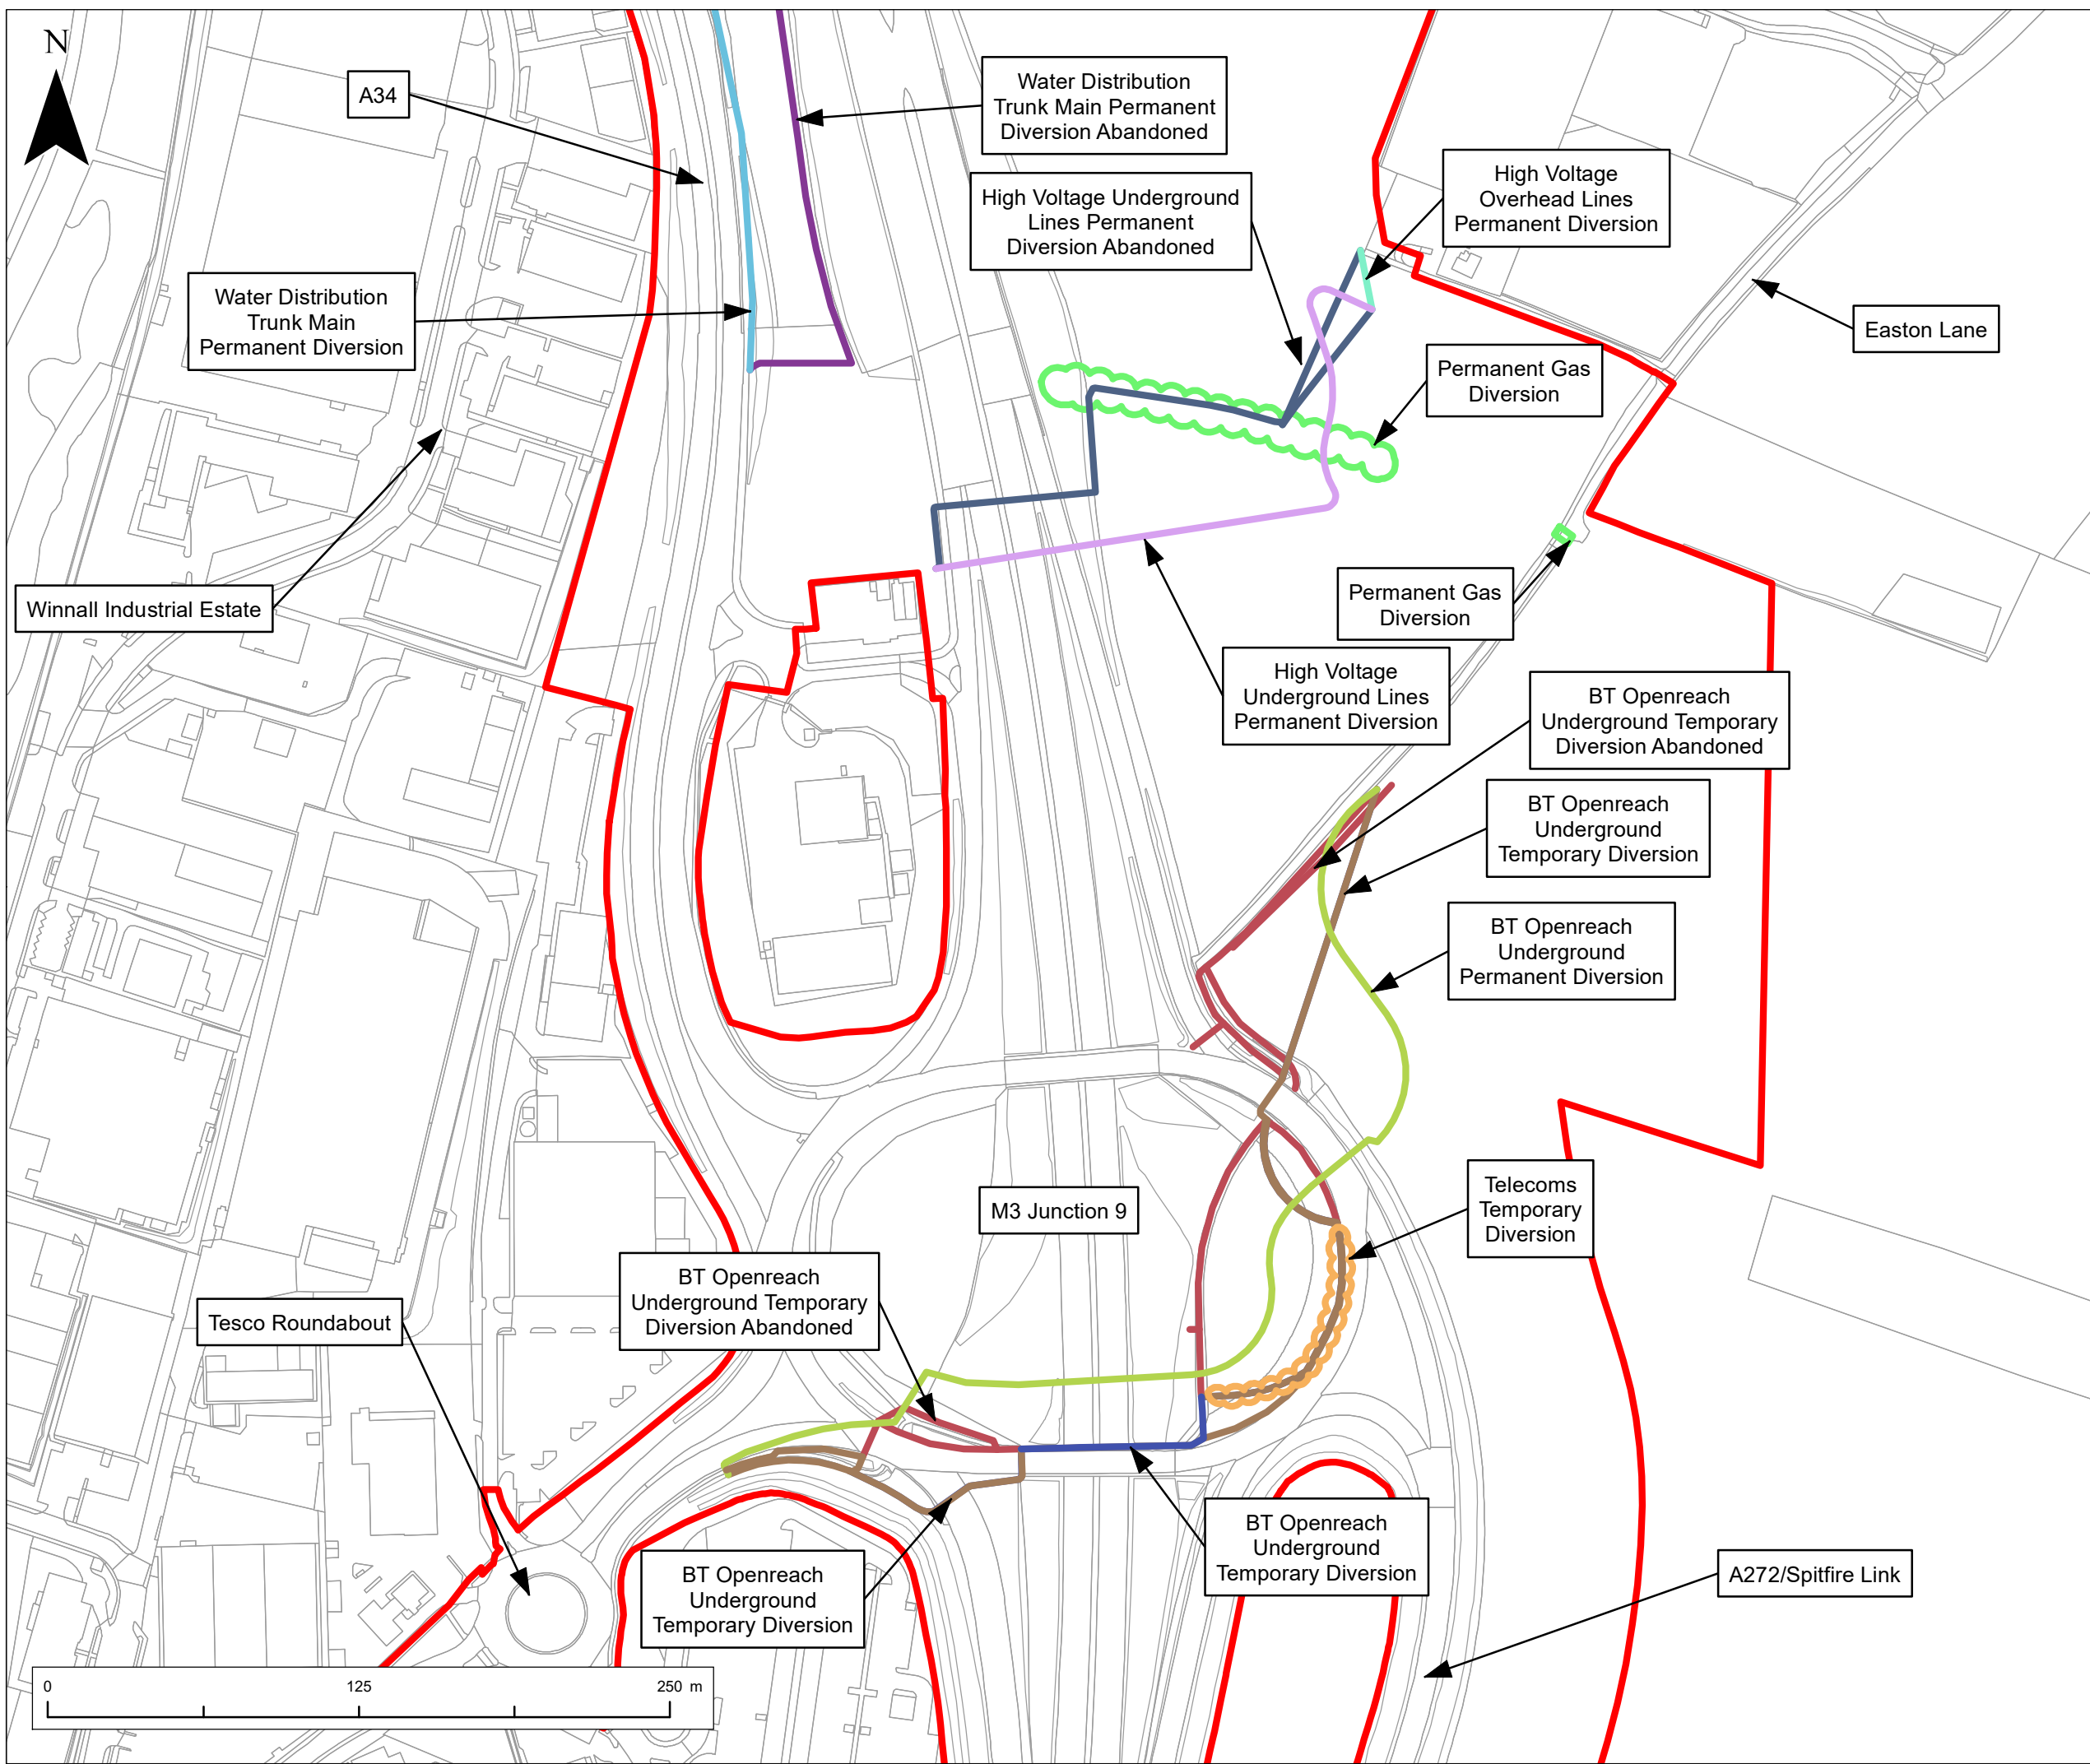 N
A34
Water Distribution
Trunk Main Permanent
Diversion Abandoned
High Voltage Underground
Lines Permanent
Diversion Abandoned
High Voltage
Overhead Lines
Permanent Diversion
Water Distribution
Trunk Main
Permanent Diversion
Easton Lane
Permanent Gas
Diversion
Winnall Industrial Estate
Permanent Gas
Diversion
High Voltage
Underground Lines
Permanent Diversion
BT Openreach
Underground Temporary
Diversion Abandoned
BT Openreach
Underground
Temporary Diversion
BT Openreach
Underground
Permanent Diversion
M3 Junction 9
Telecoms
Temporary
Diversion
BT Openreach
Underground Temporary
Diversion Abandoned
Tesco Roundabout
BT Openreach
Underground
Temporary Diversion
BT Openreach
Underground
Temporary Diversion
A272/Spitfire Link
0 125 250 m